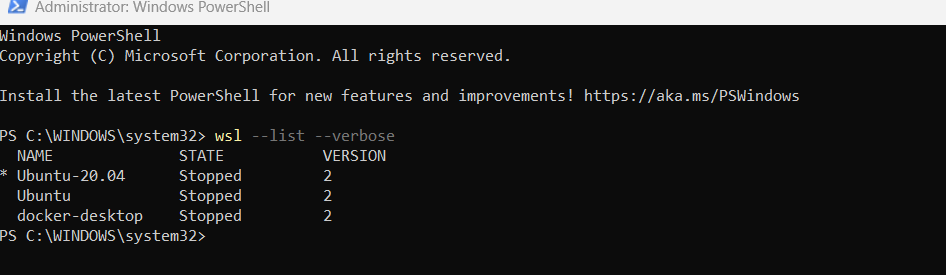 Administrator: Windows PowerShell
Windows PowerShell
Copyright (C) Microsoft Corporation. All rights reserved.
Install the latest PowerShell for new features and improvements! https://aka.ms/PSWindows
PS C:\WINDOWS\system32> wsl --list --verbose
  NAME              STATE           VERSION
* Ubuntu-20.04      Stopped         2
  Ubuntu            Stopped         2
  docker-desktop    Stopped         2
PS C:\WINDOWS\system32>